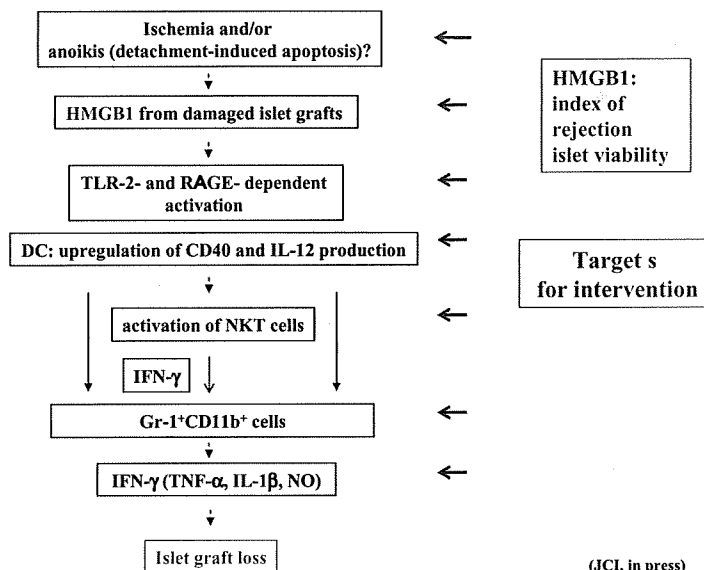 Ischemia and/or
anoikis (detachment-induced apoptosis)?
HMGB1 from damaged islet grafts
TLR-2- and RAGE- dependent
activation
DC: upregulation of CD40 and IL-12 production
activation of NKT cells
IFN-γ
Gr-1⁺CD11b⁺ cells
IFN-γ (TNF-α, IL-1β, NO)
Islet graft loss
HMGB1:
index of
rejection
islet viability
Target s
for intervention
(JCI, in press)